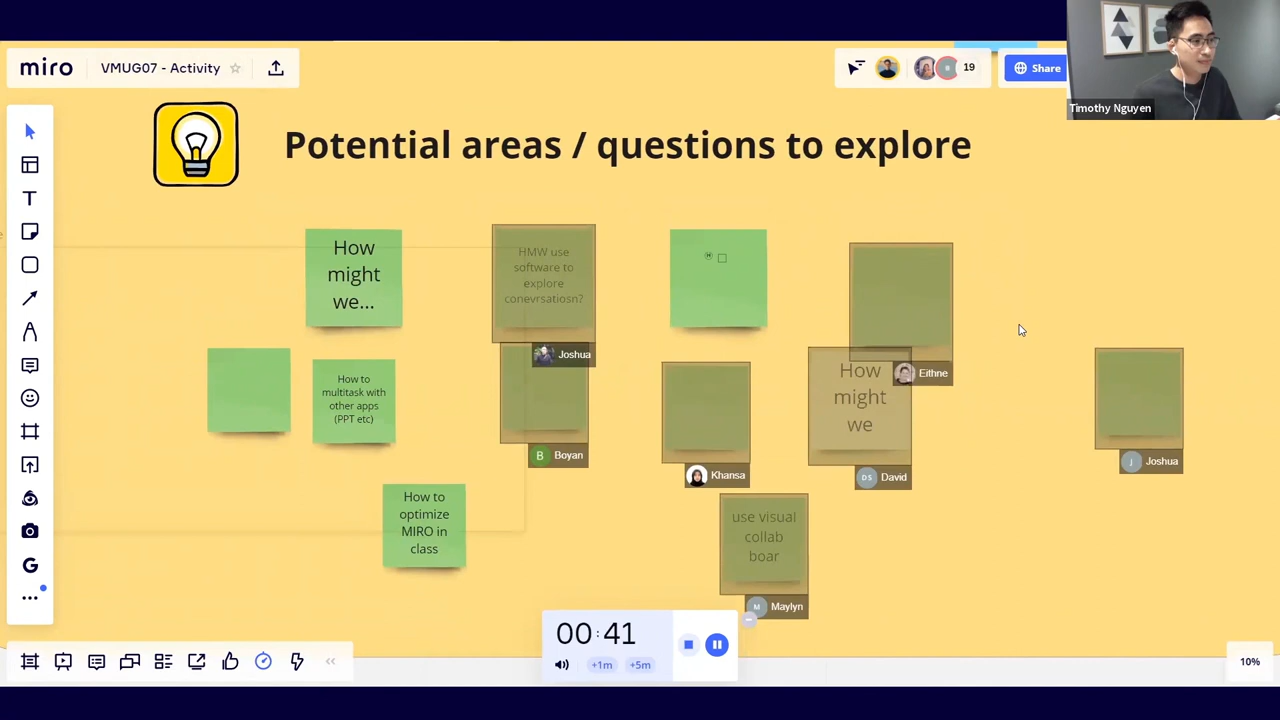 miro
VMUG07 - Activity
19
Share
Timothy Nguyen
Potential areas / questions to explore
How
might
we...
HMW use
software to
explore
conevrsatiosn?
Joshua
Eithne
How to
multitask with
other apps
(PPT etc)
B
Boyan
Khansa
How
might
we
DS
David
J
Joshua
How to
optimize
MIRO in
class
use visual
collab
boar
M
Maylyn
00:41
+1m
+5m
10%